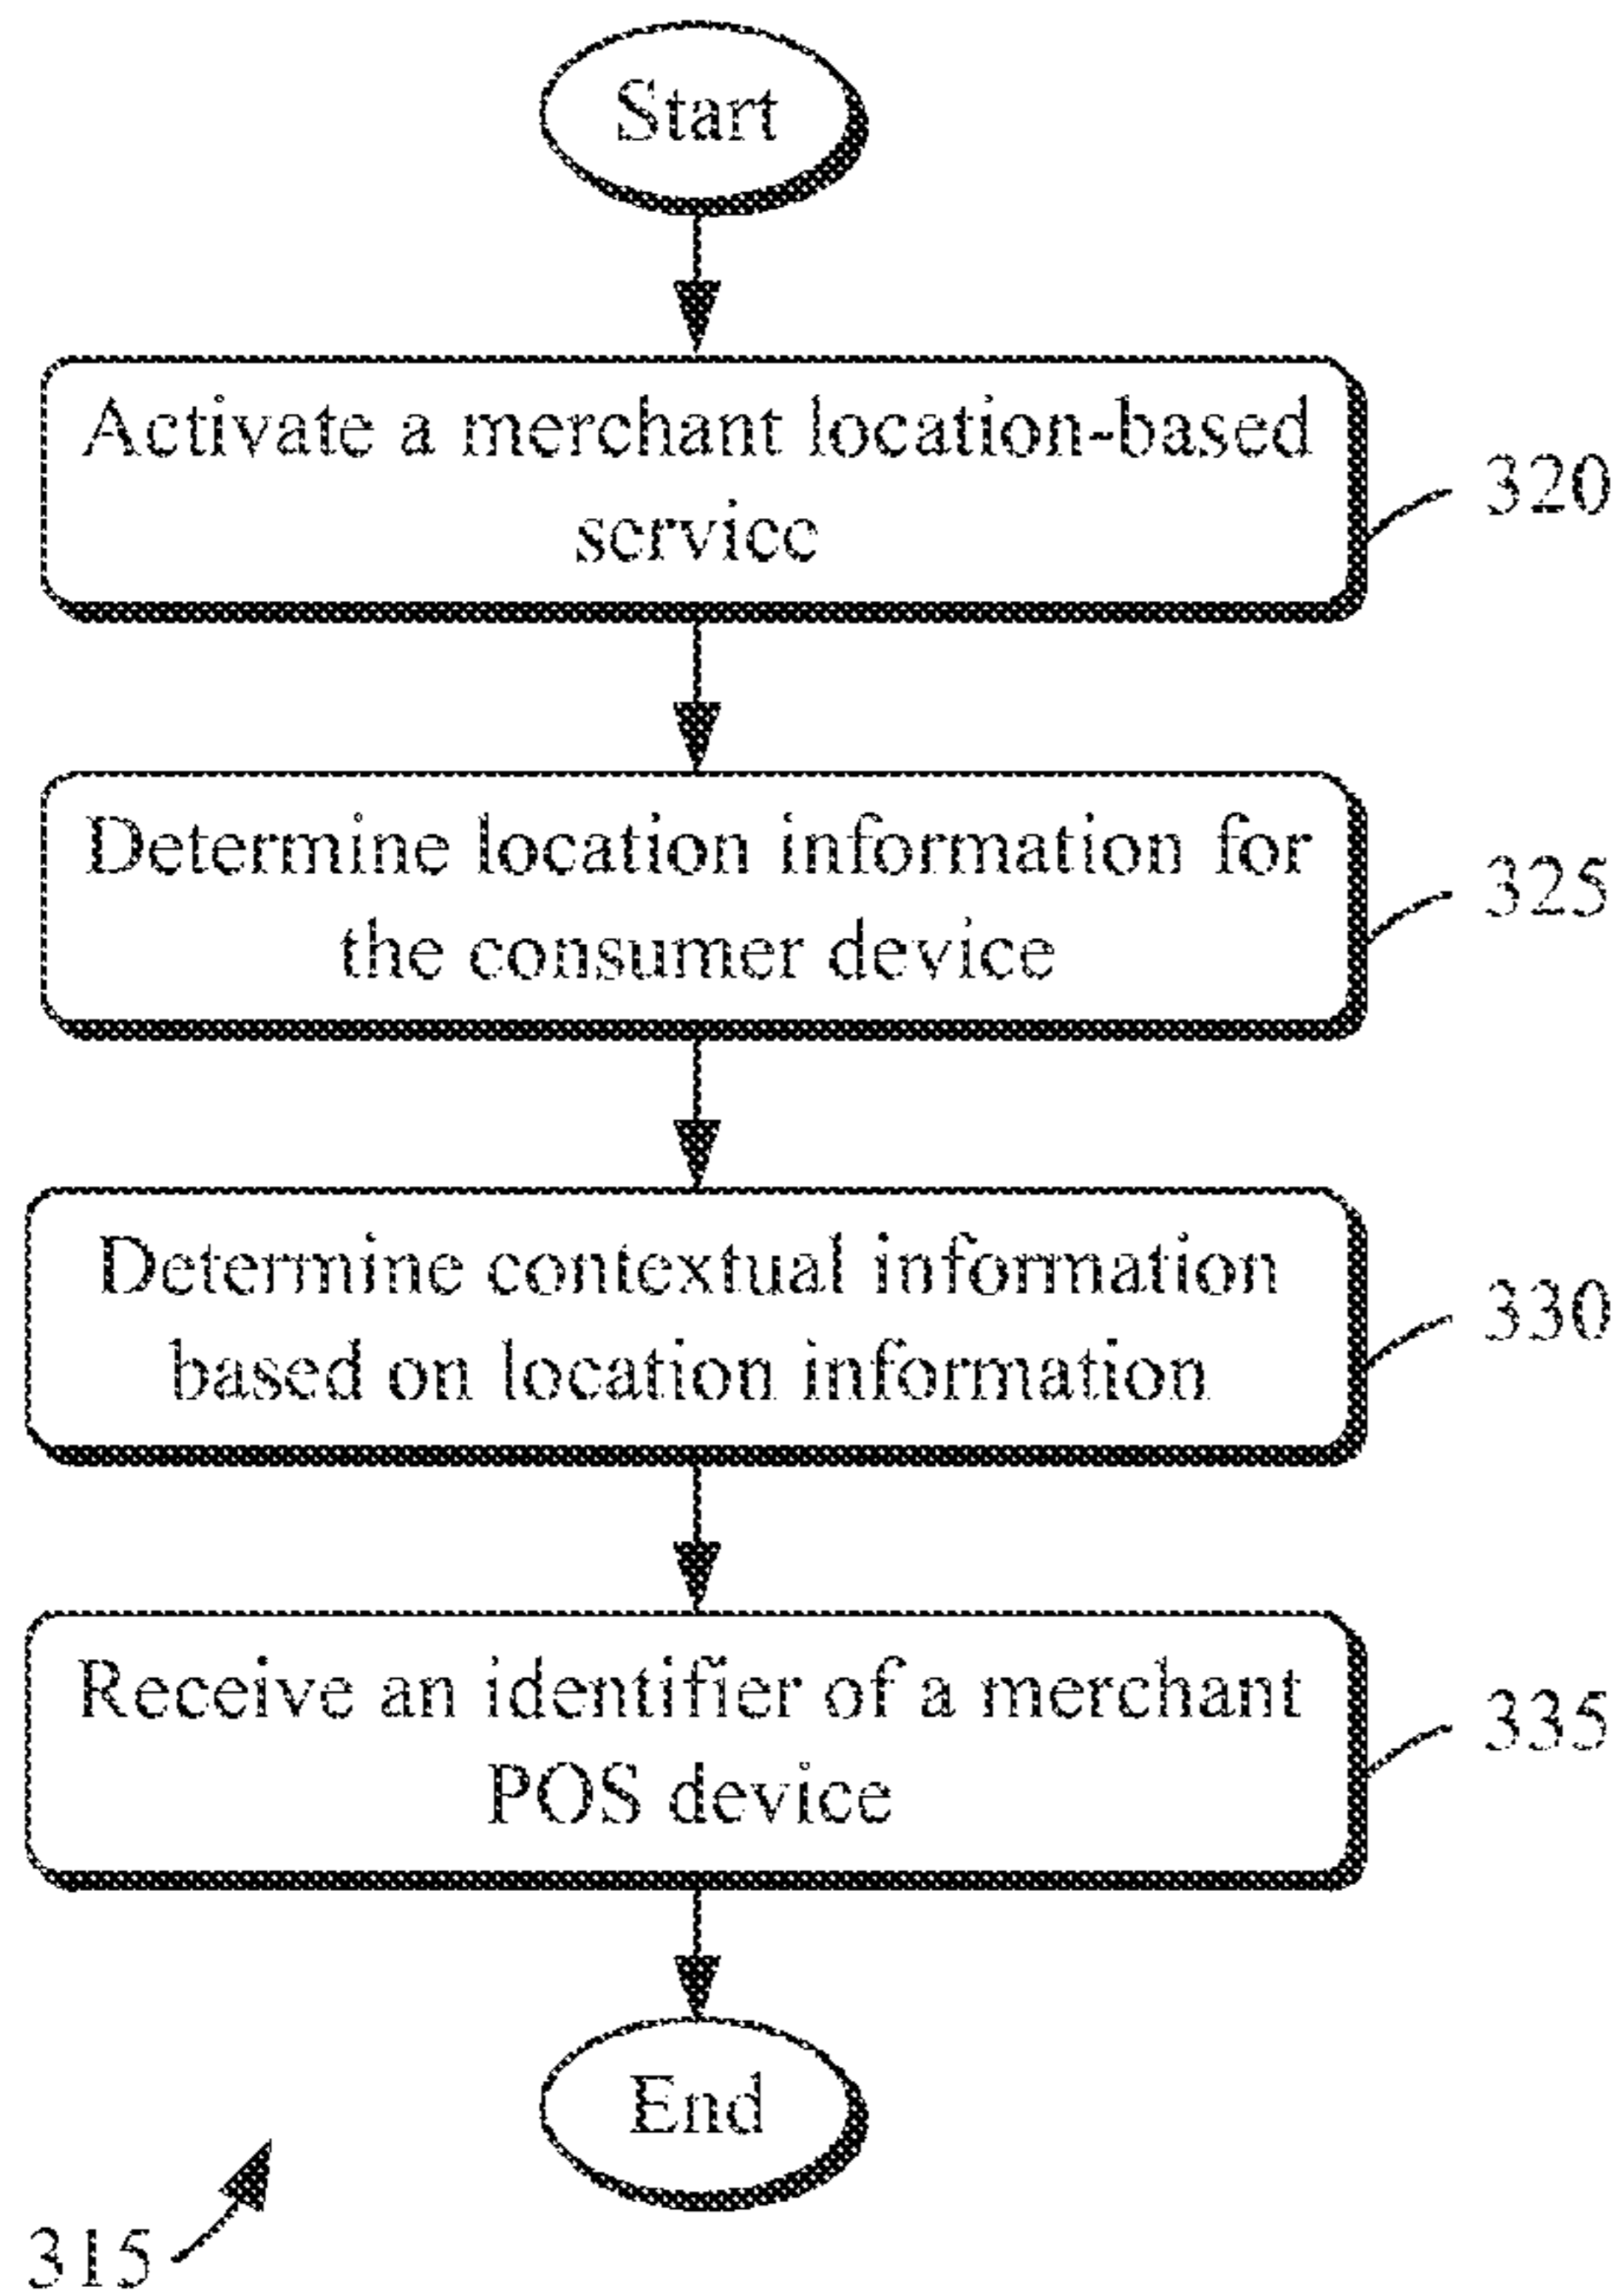 Start
Activate a merchant location-based
service
320
Determine location information for
the consumer device
325
Determine contextual information
based on location information
330
Receive an identifier of a merchant
POS device
335
End
315